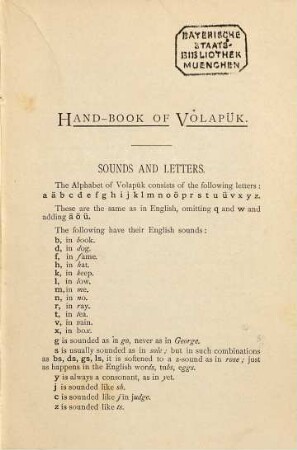 BAYERISCHE
STAATS-
BIBLIOTHEK
MUENCHEN
HAND-BOOK OF VOLAPÜK.
SOUNDS AND LETTERS.
The Alphabet of Volapük consists of the following letters:
a ä b c d e f g h i j k l m n o ö p r s t u ü v x y z.
These are the same as in English, omitting q and w and
adding ä ö ü.
The following have their English sounds:
b, in book.
d, in dog.
f, in fame.
h, in hat.
k, in keep.
l, in low.
m, in me.
n, in no.
r, in ray.
t, in tea.
v, in vain.
x, in box.
g is sounded as in go, never as in George.
s is usually sounded as in suit; but in such combinations
as bs, ds, gs, ls, it is softened to a z-sound as in rose; just
as happens in the English words, tubs, eggs.
y is always a consonant, as in yet.
j is sounded like sh.
c is sounded like j in judge.
z is sounded like ts.